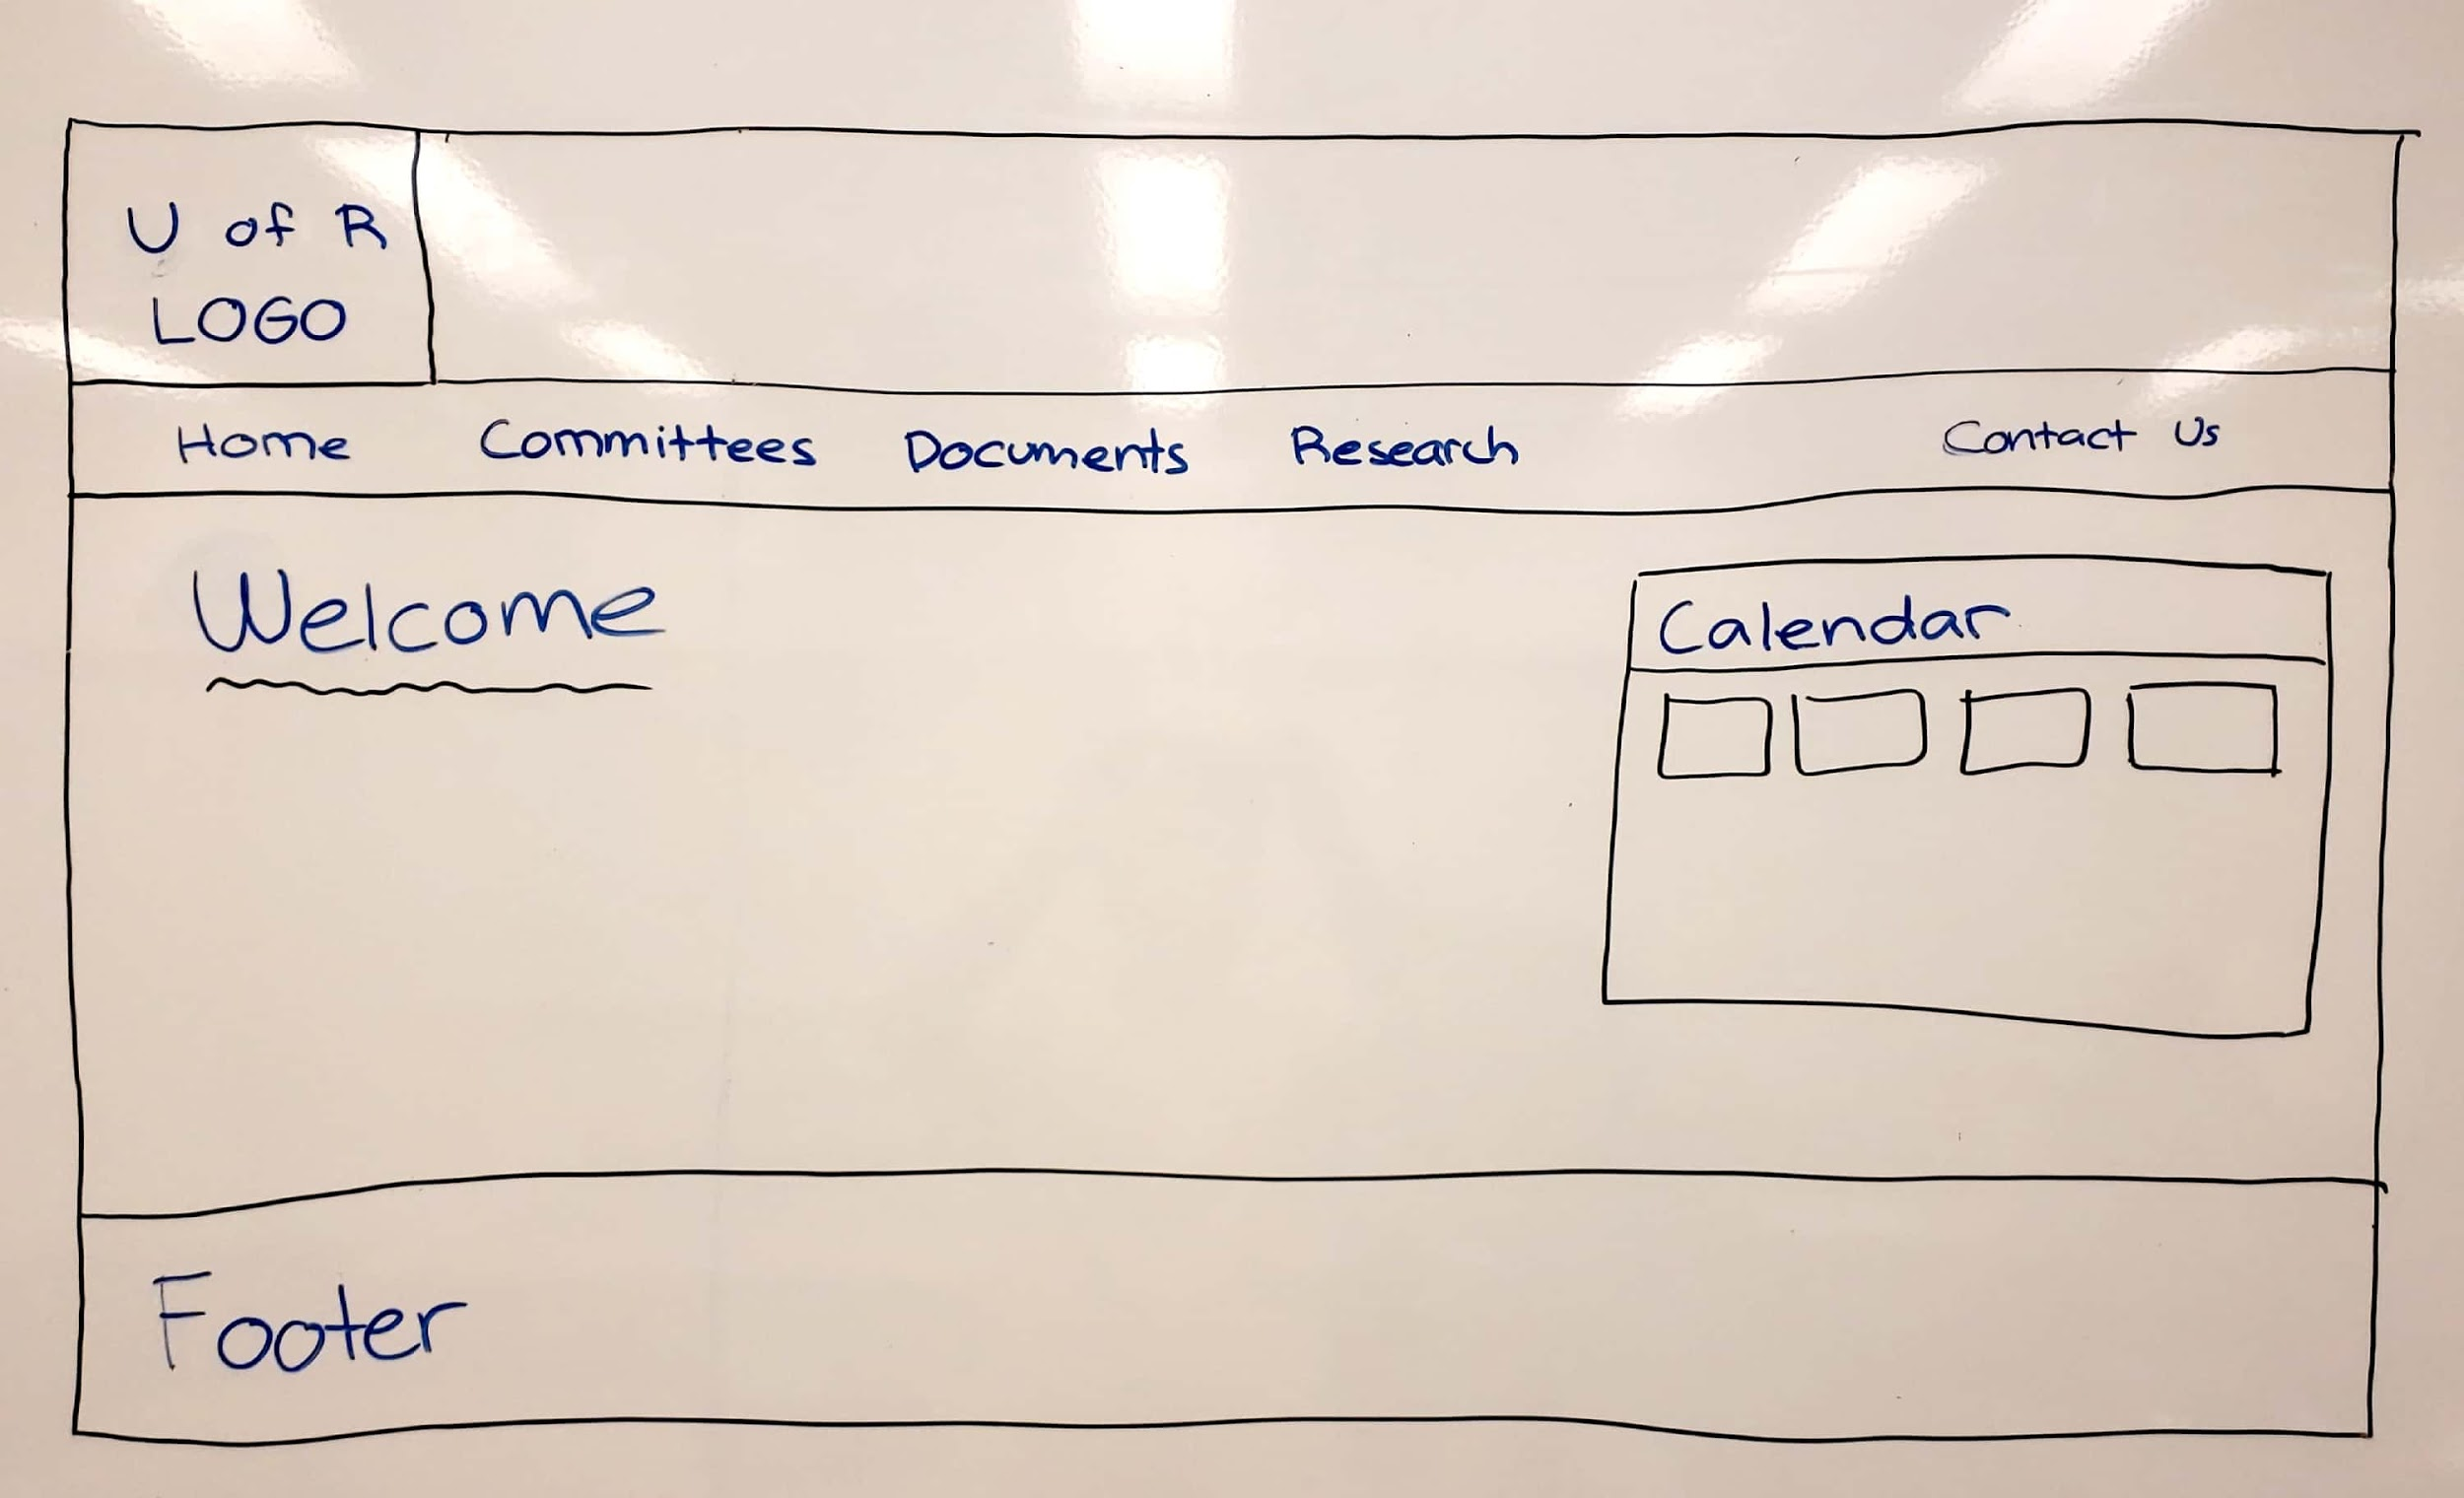 U of R
LOGO
Home Committees Documents Research Contact Us
Welcome
Calendar
Footer